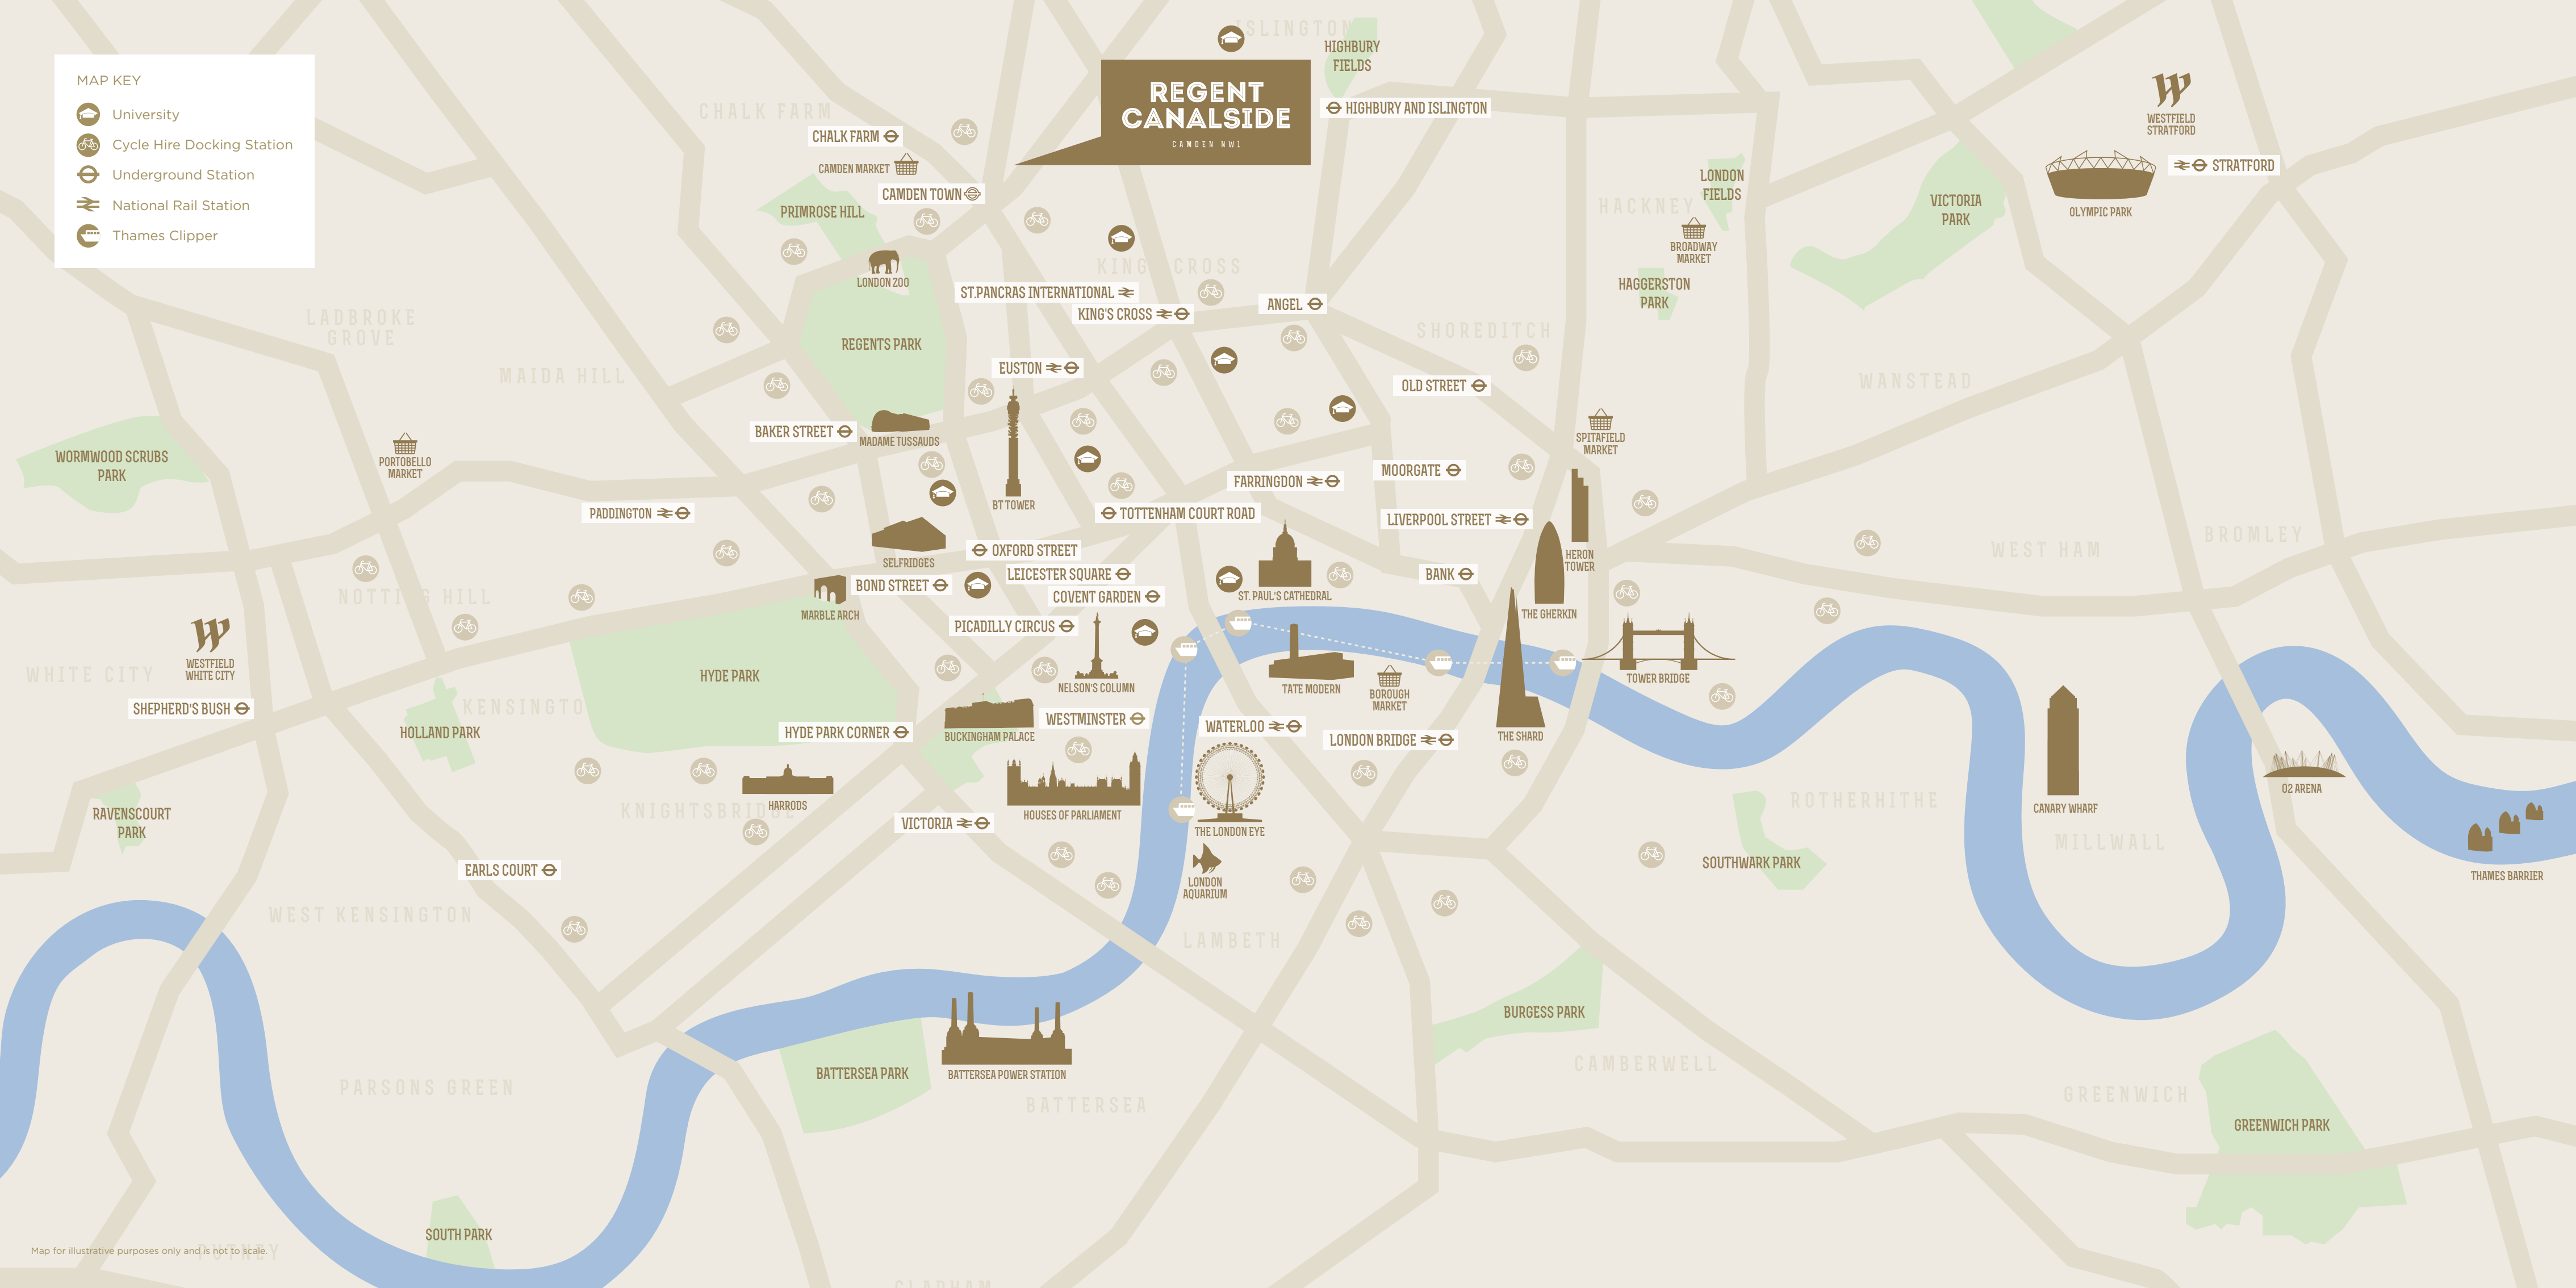 MAP KEY
University
Cycle Hire Docking Station
Underground Station
National Rail Station
Thames Clipper
REGENT
CANALSIDE
CAMDEN NW1
HIGHBURY
FIELDS
HIGHBURY AND ISLINGTON
CHALK FARM
CHALK FARM
CAMDEN MARKET
CAMDEN TOWN
PRIMROSE HILL
LONDON ZOO
KING CROSS
ST.PANCRAS INTERNATIONAL
KING'S CROSS
ANGEL
REGENTS PARK
EUSTON
WESTFIELD
STRATFORD
STRATFORD
OLYMPIC PARK
LONDON
FIELDS
HACKNEY
BROADWAY
MARKET
VICTORIA
PARK
HAGGERSTON
PARK
SHOREDITCH
OLD STREET
WANSTEAD
LADBROKE
GROVE
MAIDA HILL
WORMWOOD SCRUBS
PARK
PORTOBELLO
MARKET
BAKER STREET
MADAME TUSSAUDS
BT TOWER
SPITAFIELD
MARKET
MOORGATE
FARRINGDON
PADDINGTON
TOTTENHAM COURT ROAD
LIVERPOOL STREET
SELFRIDGES
OXFORD STREET
HERON
TOWER
WEST HAM
BROMLEY
LEICESTER SQUARE
BOND STREET
BANK
MARBLE ARCH
COVENT GARDEN
ST. PAUL'S CATHEDRAL
THE GHERKIN
NOTTING HILL
PICADILLY CIRCUS
WESTFIELD
WHITE CITY
WHITE CITY
SHEPHERD'S BUSH
HYDE PARK
NELSON'S COLUMN
TATE MODERN
BOROUGH
MARKET
TOWER BRIDGE
KENSINGTO
HOLLAND PARK
HYDE PARK CORNER
BUCKINGHAM PALACE
WESTMINSTER
WATERLOO
LONDON BRIDGE
THE SHARD
HARRODS
KNIGHTSBRIDGE
HOUSES OF PARLIAMENT
THE LONDON EYE
VICTORIA
RAVENSCOURT
PARK
EARLS COURT
LONDON
AQUARIUM
ROTHERHITHE
CANARY WHARF
O2 ARENA
MILLWALL
THAMES BARRIER
SOUTHWARK PARK
WEST KENSINGTON
LAMBETH
BURGESS PARK
CAMBERWELL
BATTERSEA PARK
BATTERSEA POWER STATION
BATTERSEA
PARSONS GREEN
GREENWICH
GREENWICH PARK
SOUTH PARK
Map for illustrative purposes only and is not to scale.